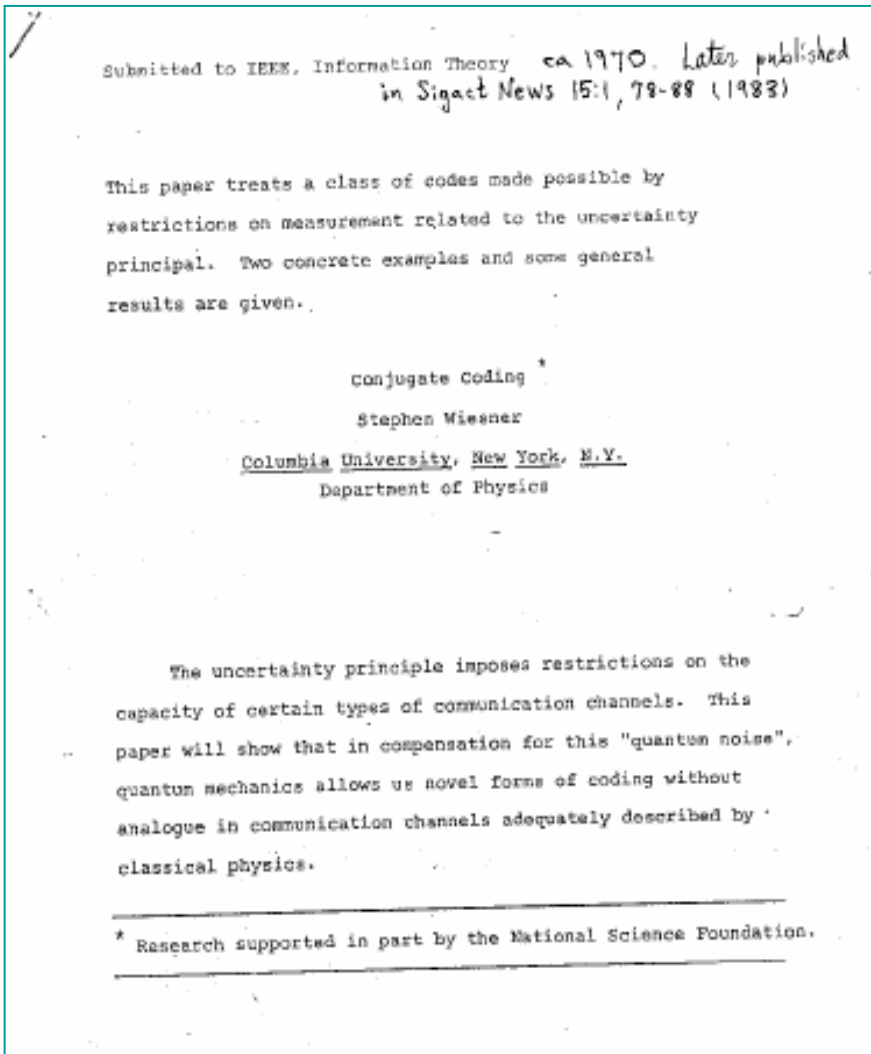 Submitted to IEEE, Information Theory ca 1970. Later published
in Sigact News 15:1, 78-88 (1983)
This paper treats a class of codes made possible by
restrictions on measurement related to the uncertainty
principal. Two concrete examples and some general
results are given.
Conjugate Coding *
Stephen Wiesner
Columbia University, New York, N.Y.
Department of Physics
The uncertainty principle imposes restrictions on the
capacity of certain types of communication channels. This
paper will show that in compensation for this "quantum noise",
quantum mechanics allows us novel forms of coding without
analogue in communication channels adequately described by
classical physics.
* Research supported in part by the National Science Foundation.